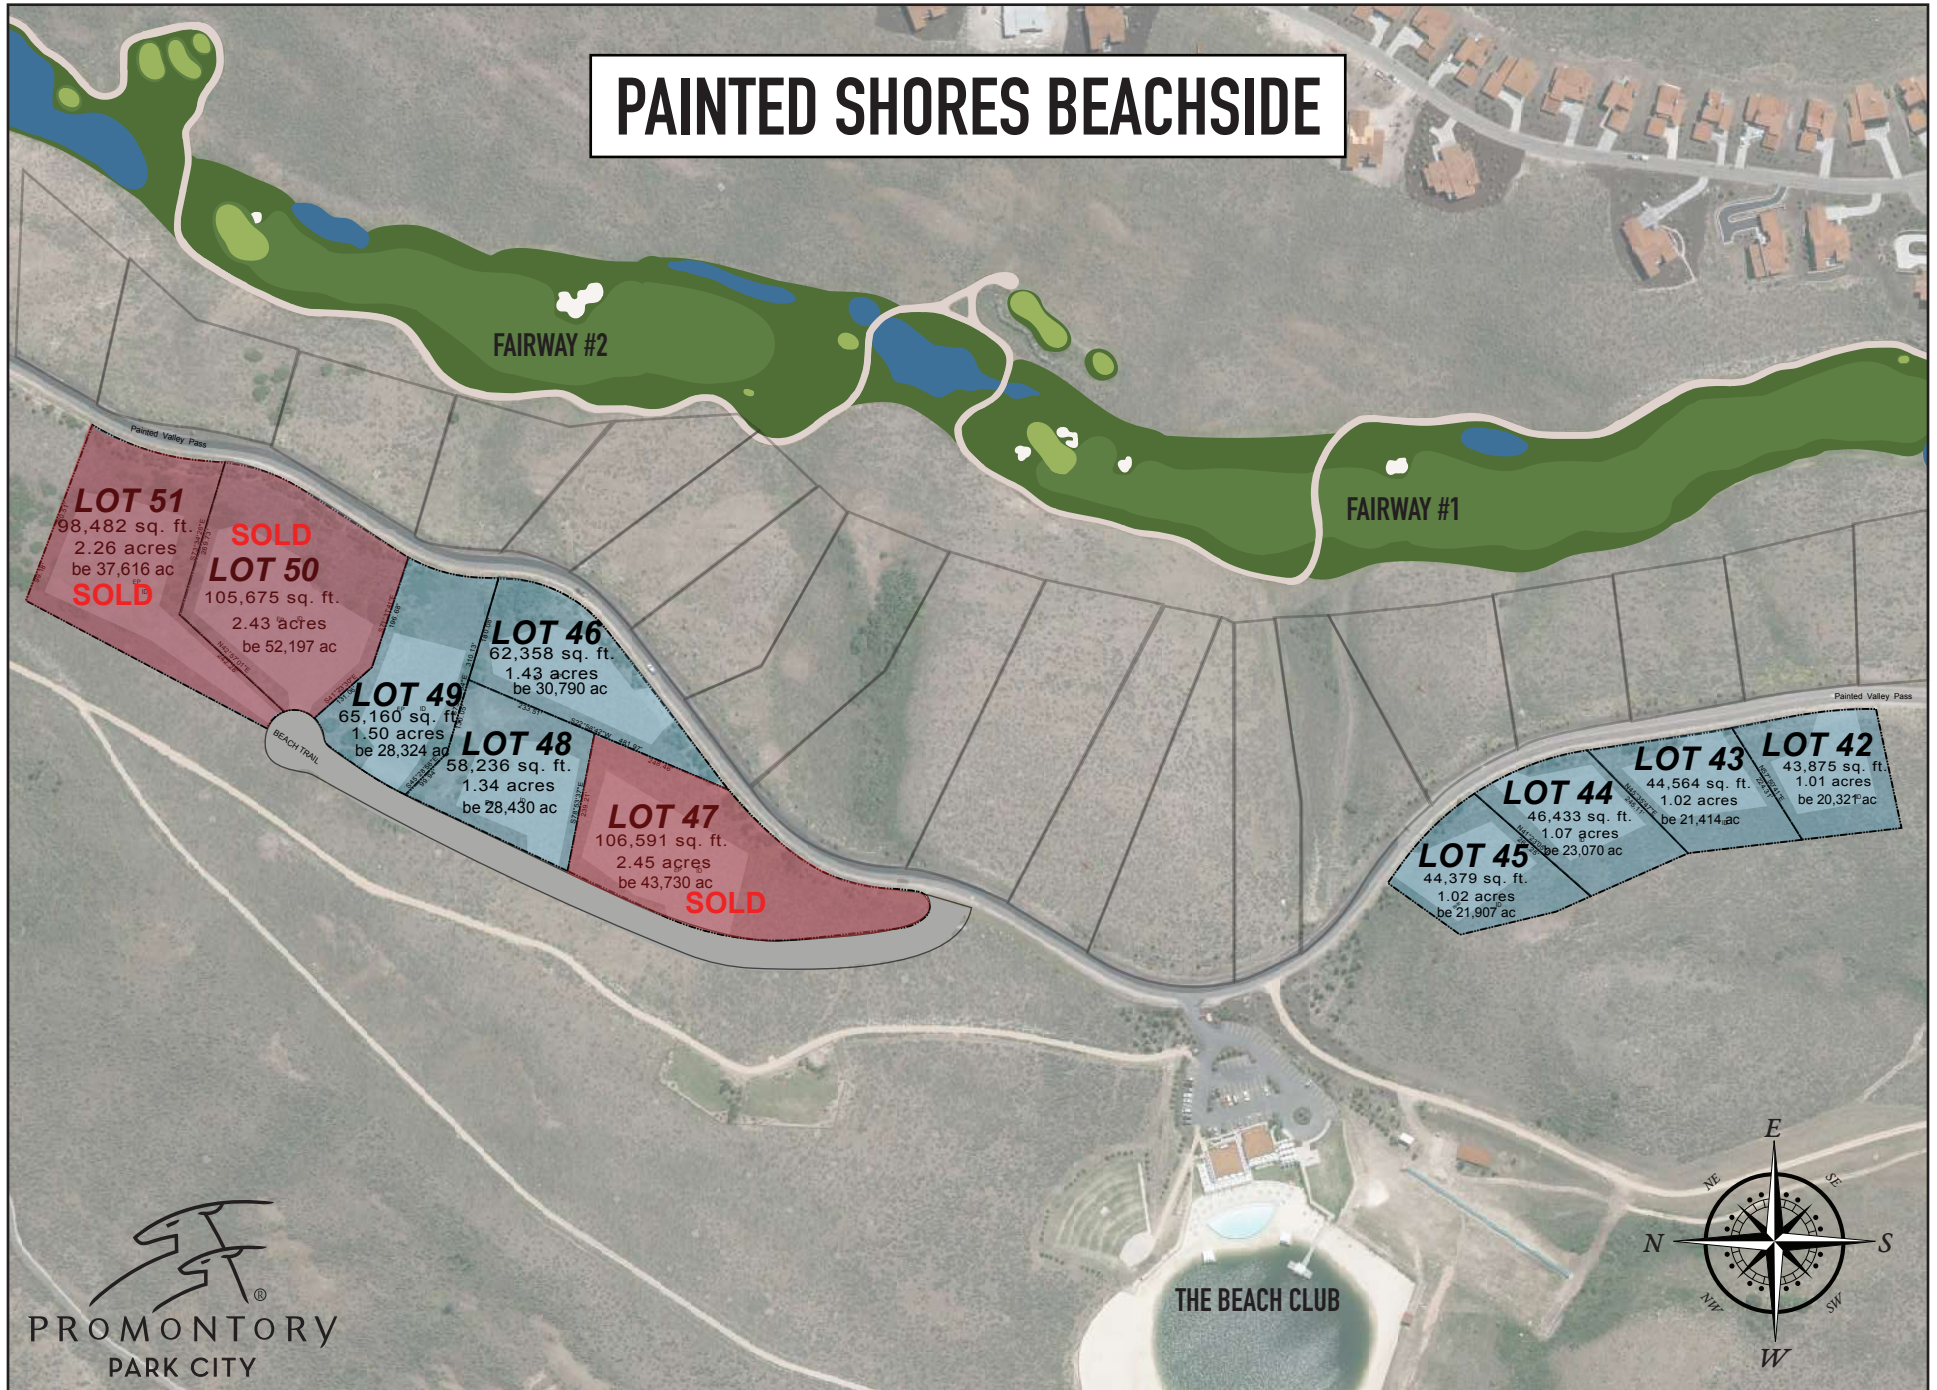 PAINTED SHORES BEACHSIDE
FAIRWAY #2
FAIRWAY #1
Painted Valley Pass
LOT 51
98,482 sq. ft.
2.26 acres
be 37,616 ac
SOLD
SOLD
LOT 50
105,675 sq. ft.
2.43 acres
be 52,197 ac
LOT 46
62,358 sq. ft.
1.43 acres
be 30,790 ac
LOT 49
65,160 sq. ft.
1.50 acres
be 28,324 ac
LOT 48
58,236 sq. ft.
1.34 acres
be 28,430 ac
LOT 47
106,591 sq. ft.
2.45 acres
be 43,730 ac
SOLD
BEACH TRAIL
Painted Valley Pass
LOT 42
43,875 sq. ft.
1.01 acres
be 20,321 ac
LOT 43
44,564 sq. ft.
1.02 acres
be 21,414 ac
LOT 44
46,433 sq. ft.
1.07 acres
be 23,070 ac
LOT 45
44,379 sq. ft.
1.02 acres
be 21,907 ac
THE BEACH CLUB
E
NE
SE
N
S
NW
SW
W
®
PROMONTORY
PARK CITY